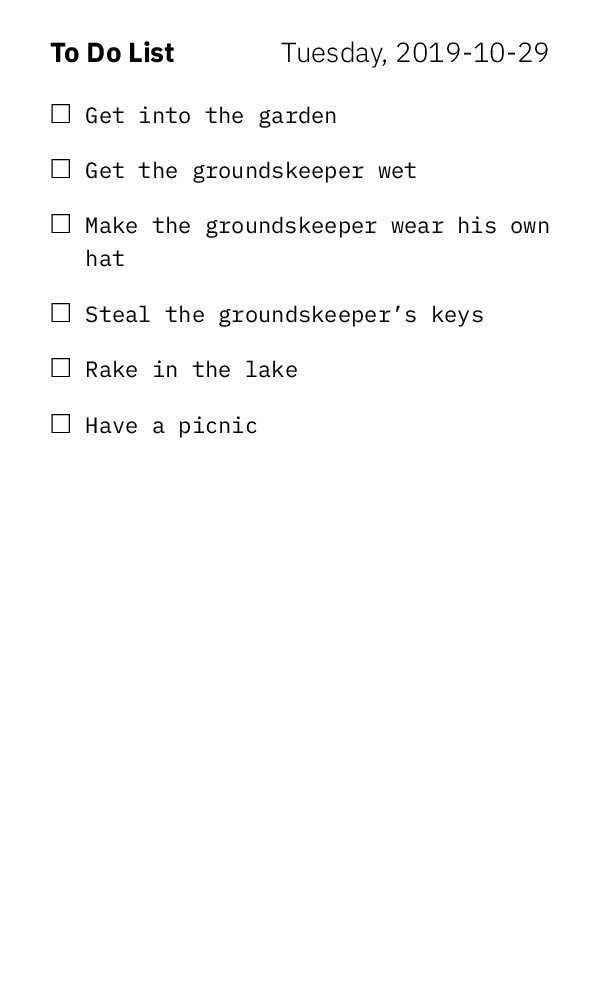 To Do List Tuesday, 2019-10-29
☐ Get into the garden
☐ Get the groundskeeper wet
☐ Make the groundskeeper wear his own
hat
☐ Steal the groundskeeper’s keys
☐ Rake in the lake
☐ Have a picnic